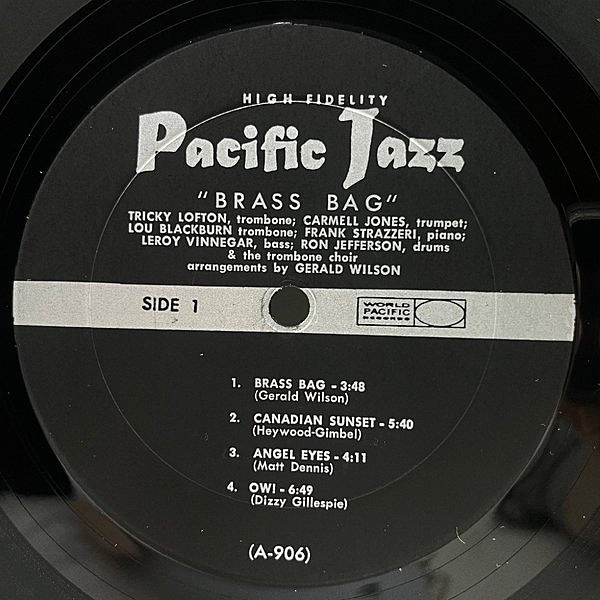 HIGH FIDELITY
Pacific Jazz
"BRASS BAG"
TRICKY LOFTON, trombone; CARMELL JONES, trumpet;
LOU BLACKBURN trombone; FRANK STRAZZERI, piano;
LEROY VINNEGAR, bass; RON JEFFERSON, drums
& the trombone choir
arrangements by GERALD WILSON
SIDE 1
WORLD
PACIFIC
RECORDS
1. BRASS BAG - 3:48
(Gerald Wilson)
2. CANADIAN SUNSET - 5:40
(Heywood-Gimbel)
3. ANGEL EYES - 4:11
(Matt Dennis)
4. OWI - 6:49
(Dizzy Gillespie)
(A-906)